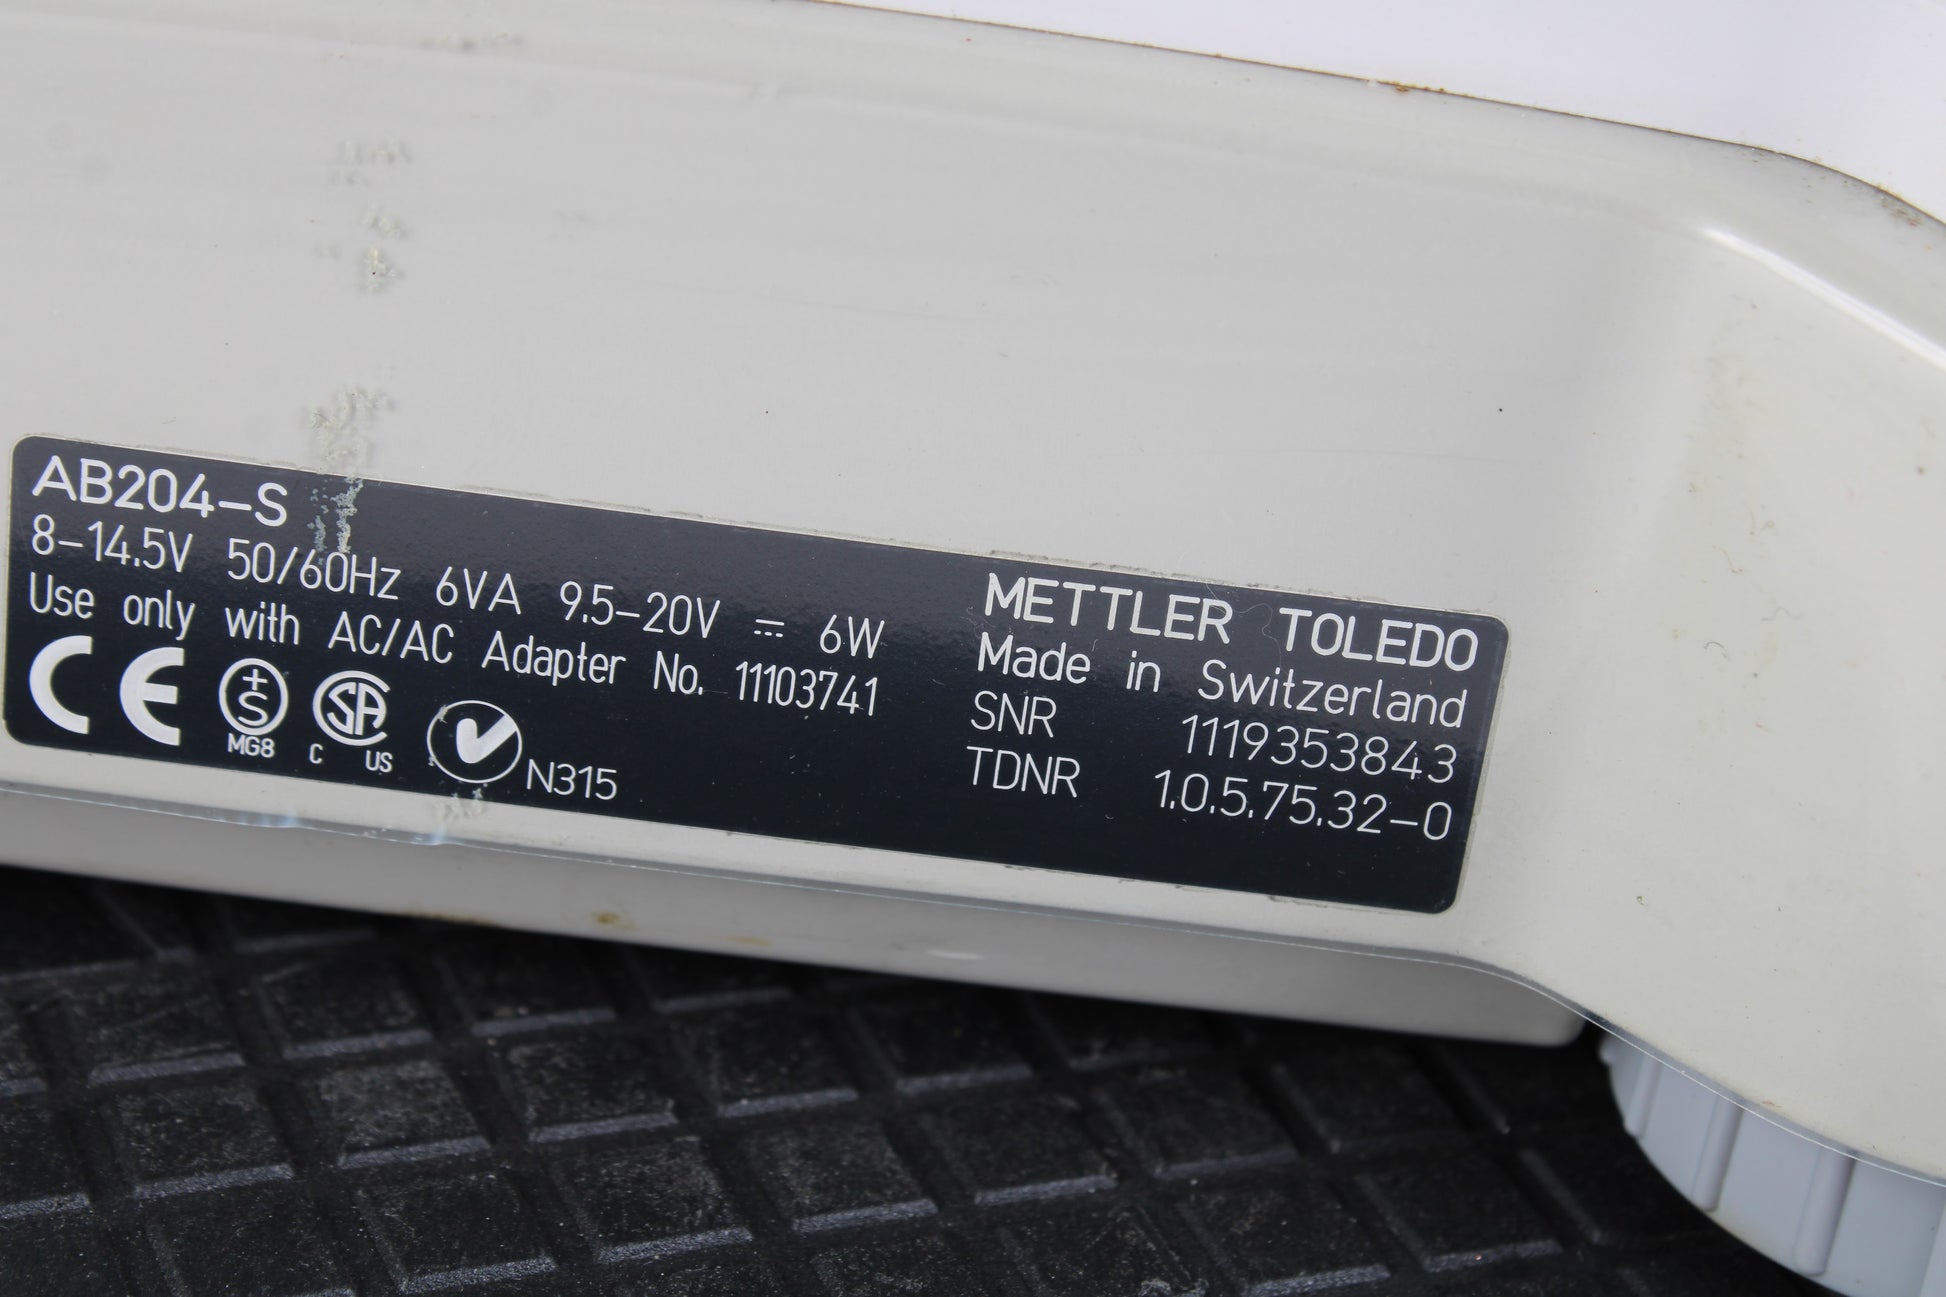 AB204-S
8-14.5V 50/60Hz 6VA 9.5-20V ⎓ 6W
Use only with AC/AC Adapter No. 11103741
CE
S
MG8
SA
C US
N315
METTLER TOLEDO
Made in Switzerland
SNR 1119353843
TDNR 1.0.5.75.32-0